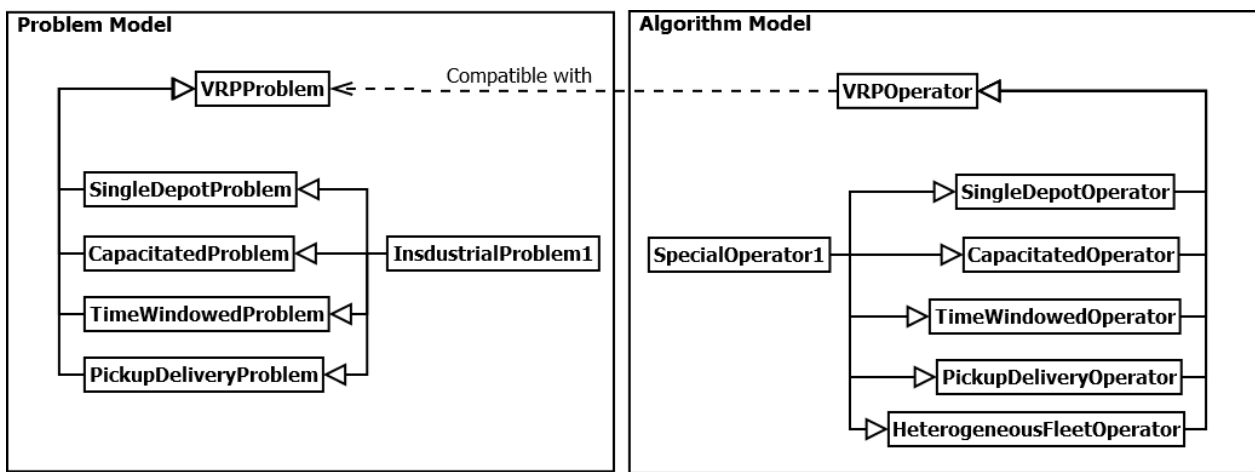 Problem Model
VRPProblem
SingleDepotProblem
CapacitatedProblem
InsdustrialProblem1
TimeWindowedProblem
PickupDeliveryProblem
Compatible with
Algorithm Model
VRPOperator
SingleDepotOperator
SpecialOperator1
CapacitatedOperator
TimeWindowedOperator
PickupDeliveryOperator
HeterogeneousFleetOperator